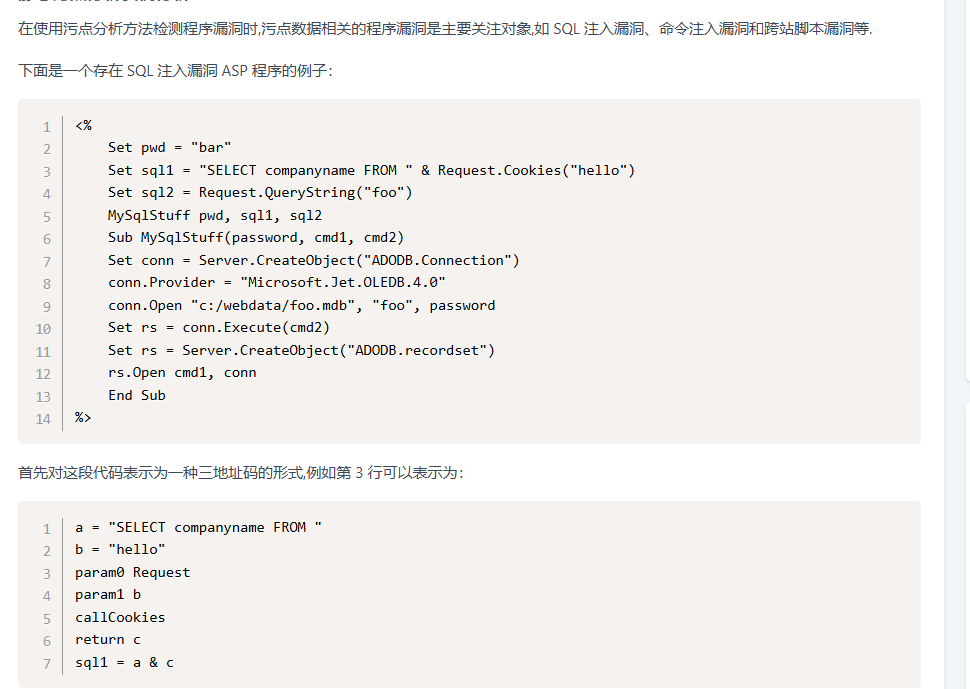 在使用污点分析方法检测程序漏洞时,污点数据相关的程序漏洞是主要关注对象,如 SQL 注入漏洞、命令注入漏洞和跨站脚本漏洞等.
下面是一个存在 SQL 注入漏洞 ASP 程序的例子：
1 <%
2     Set pwd = "bar"
3     Set sql1 = "SELECT companyname FROM " & Request.Cookies("hello")
4     Set sql2 = Request.QueryString("foo")
5     MySqlStuff pwd, sql1, sql2
6     Sub MySqlStuff(password, cmd1, cmd2)
7     Set conn = Server.CreateObject("ADODB.Connection")
8     conn.Provider = "Microsoft.Jet.OLEDB.4.0"
9     conn.Open "c:/webdata/foo.mdb", "foo", password
10     Set rs = conn.Execute(cmd2)
11     Set rs = Server.CreateObject("ADODB.recordset")
12     rs.Open cmd1, conn
13     End Sub
14 %>
首先对这段代码表示为一种三地址码的形式,例如第 3 行可以表示为：
1 a = "SELECT companyname FROM "
2 b = "hello"
3 param0 Request
4 param1 b
5 callCookies
6 return c
7 sql1 = a & c